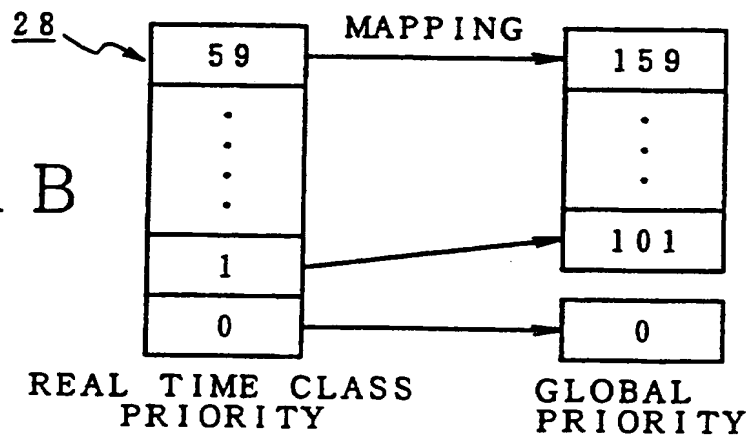 28
MAPPING
59
159
B
1
101
0
0
REAL TIME CLASS
PRIORITY
GLOBAL
PRIORITY